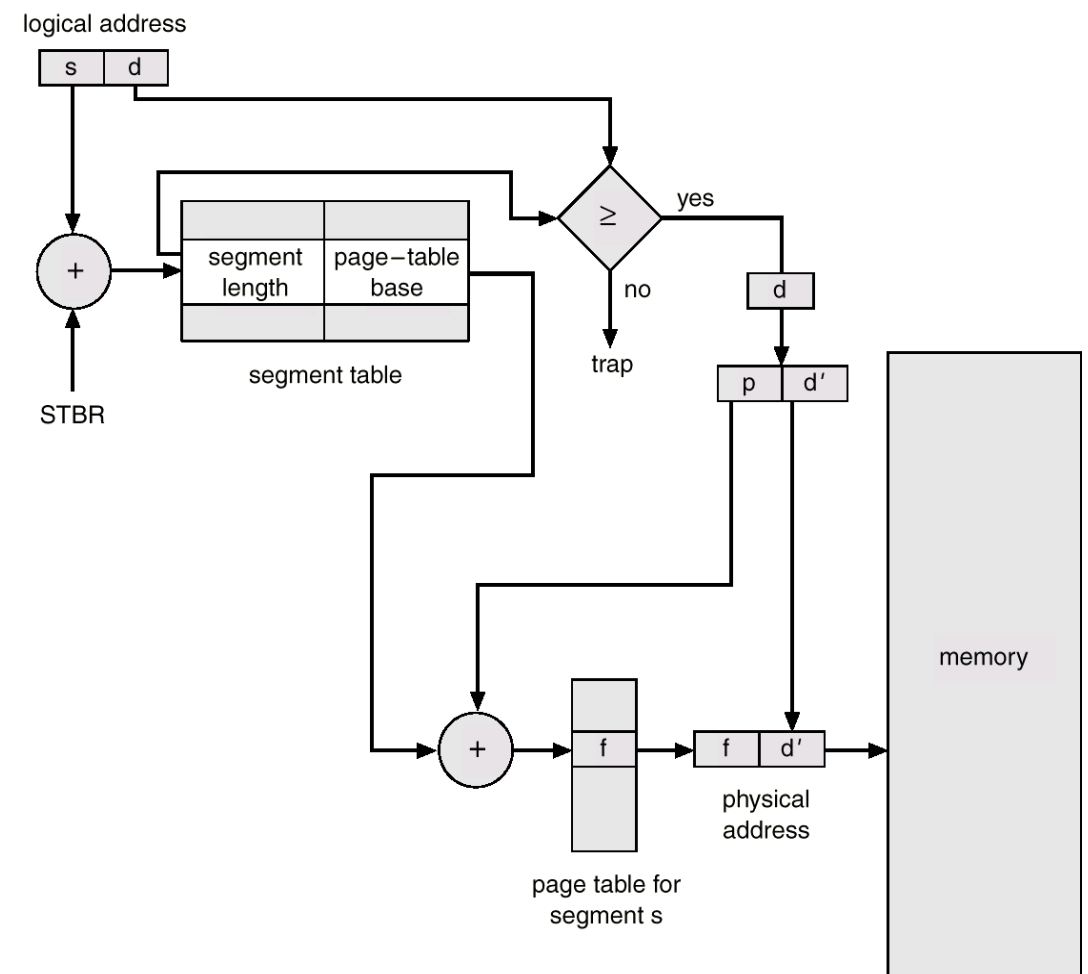 logical address
s d
yes
≥
segment length
page–table base
+
no
d
trap
segment table
p d′
STBR
memory
+
f
f d′
physical address
page table for segment s